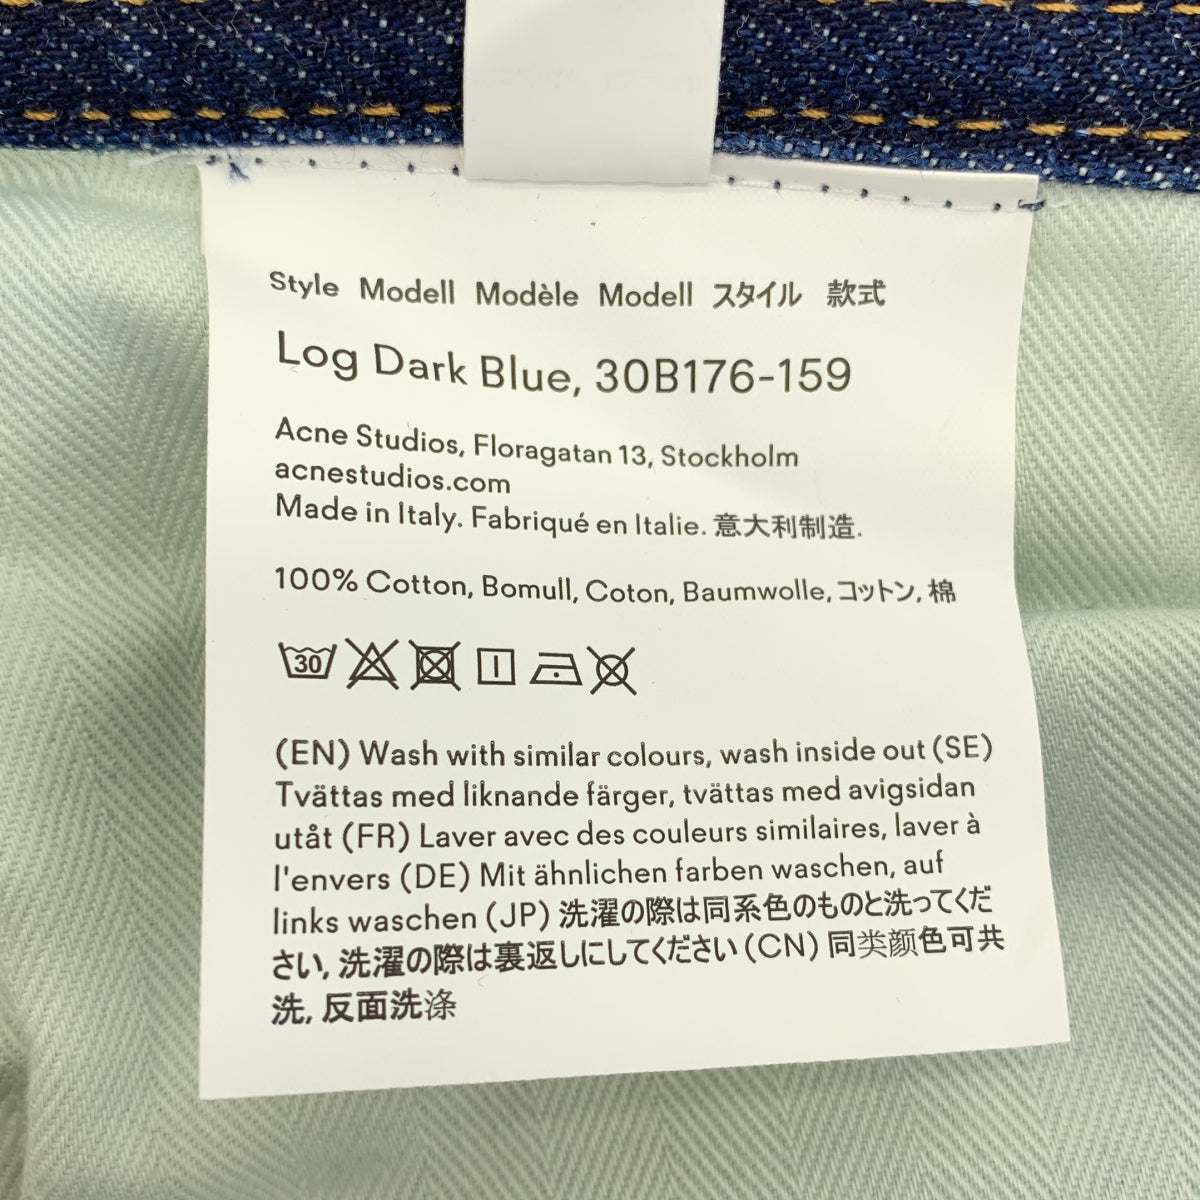 Style Modell Modèle Modell スタイル 款式
Log Dark Blue, 30B176-159
Acne Studios, Floragatan 13, Stockholm
acnestudios.com
Made in Italy. Fabriqué en Italie. 意大利制造.
100% Cotton, Bomull, Coton, Baumwolle, コットン, 棉
30
(EN) Wash with similar colours, wash inside out (SE)
Tvättas med liknande färger, tvättas med avigsidan
utåt (FR) Laver avec des couleurs similaires, laver à
l'envers (DE) Mit ähnlichen farben waschen, auf
links waschen (JP) 洗濯の際は同系色のものと洗ってくだ
さい, 洗濯の際は裏返しにしてください (CN) 同类颜色可共
洗, 反面洗涤